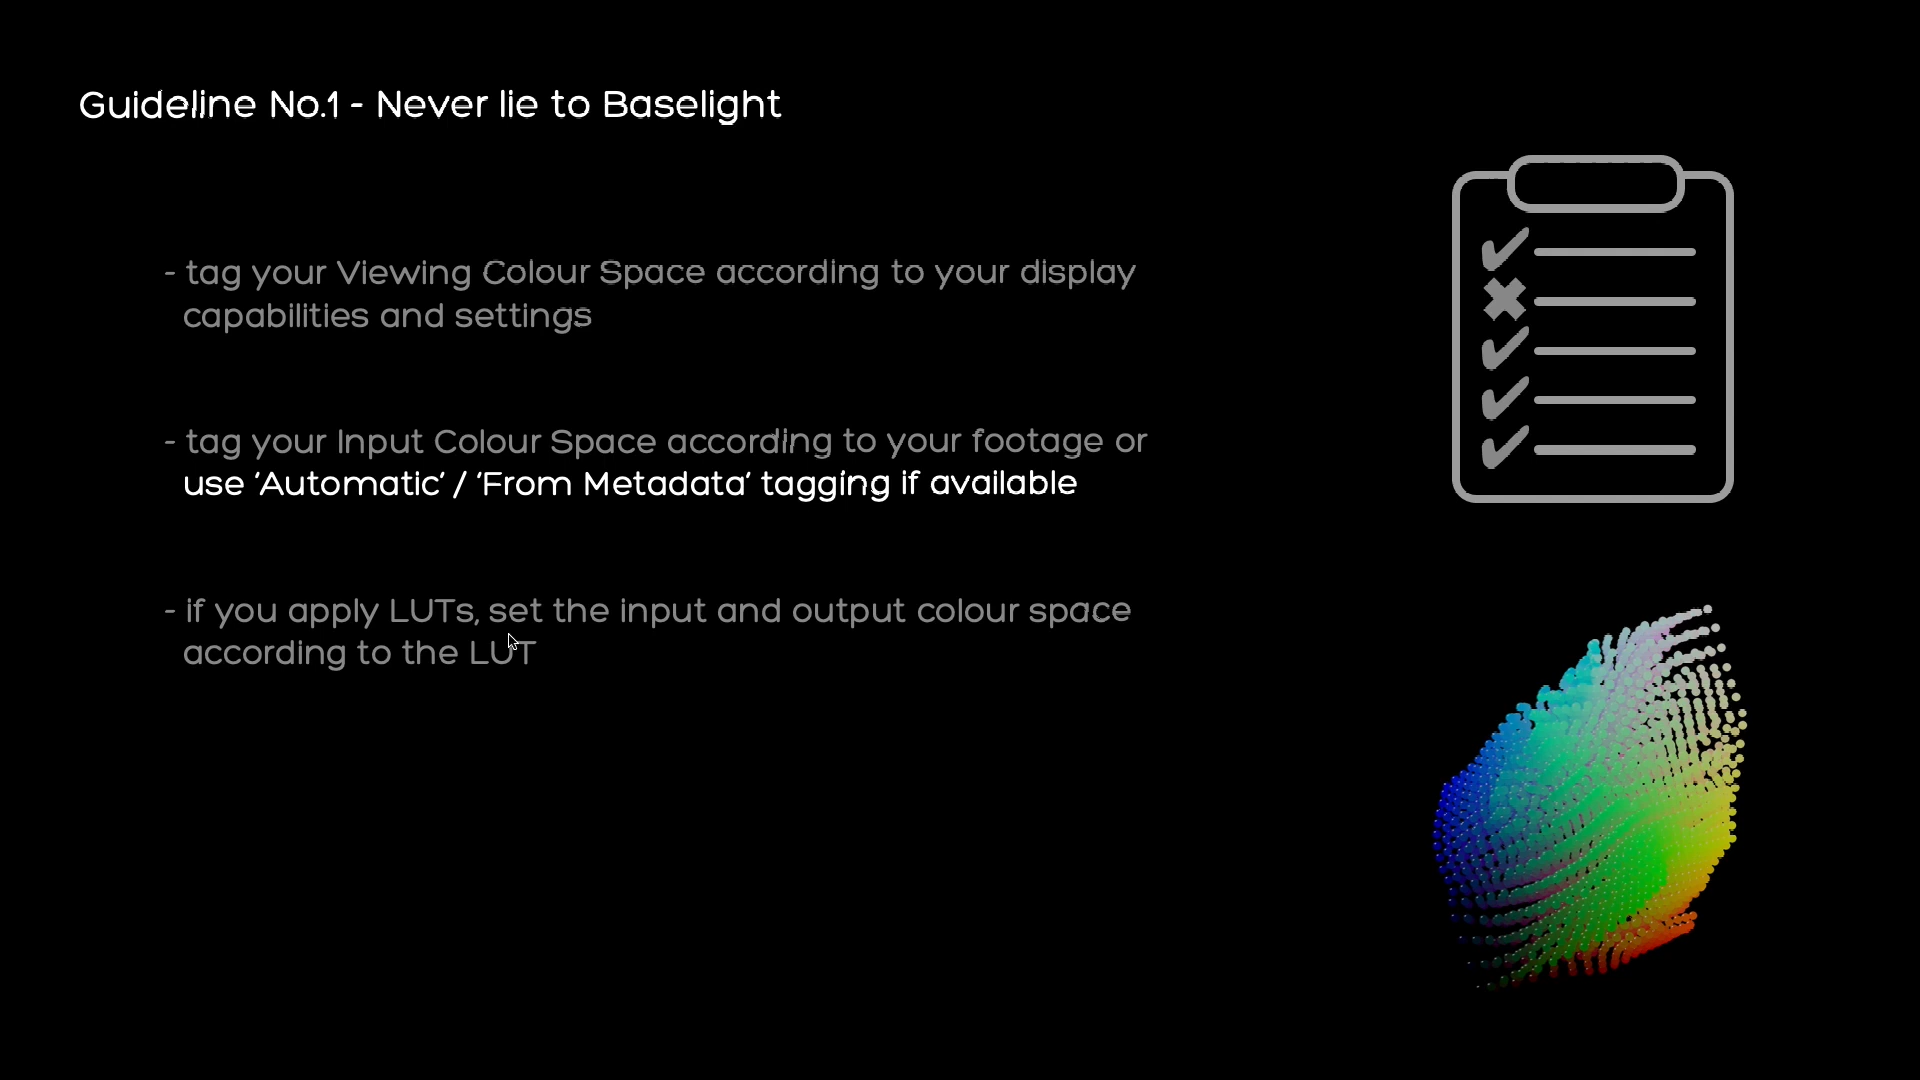 Guideline No.1 - Never lie to Baselight
- tag your Viewing Colour Space according to your display
capabilities and settings
- tag your Input Colour Space according to your footage or
use ‘Automatic’ / ‘From Metadata’ tagging if available
- if you apply LUTs, set the input and output colour space
according to the LUT